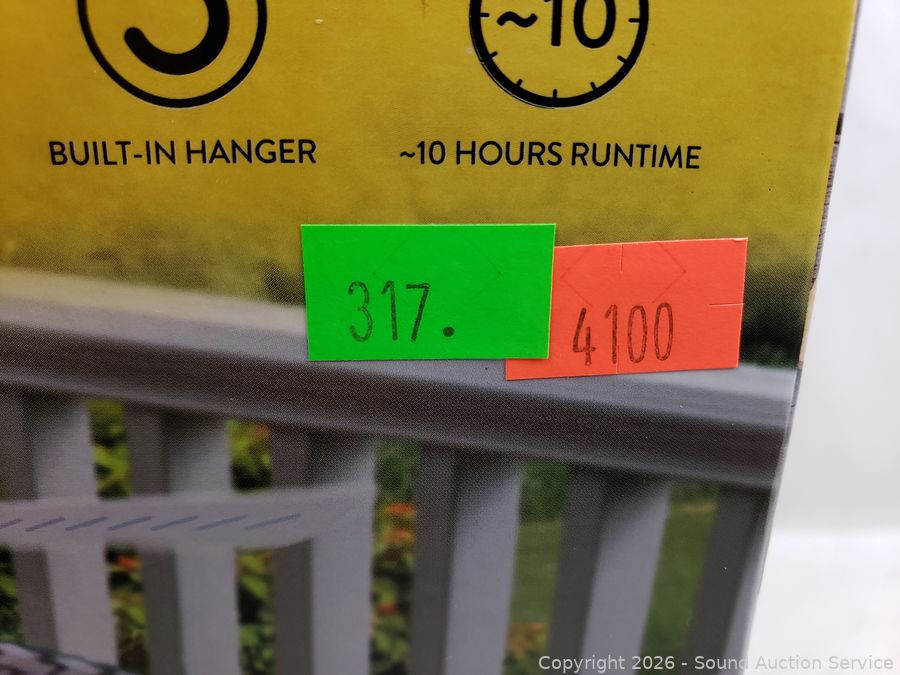 ~10
BUILT-IN HANGER
~10 HOURS RUNTIME
317.
4100
Copyright 2026 - Sound Auction Service